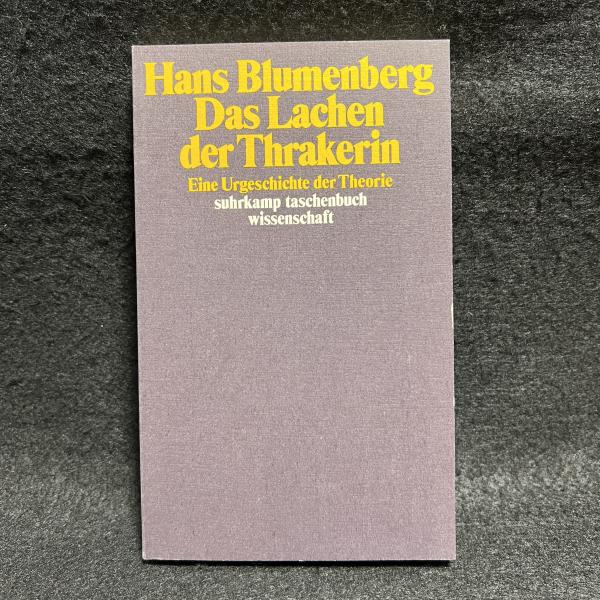 Hans Blumenberg
Das Lachen
der Thrakerin
Eine Urgeschichte der Theorie
suhrkamp taschenbuch
wissenschaft